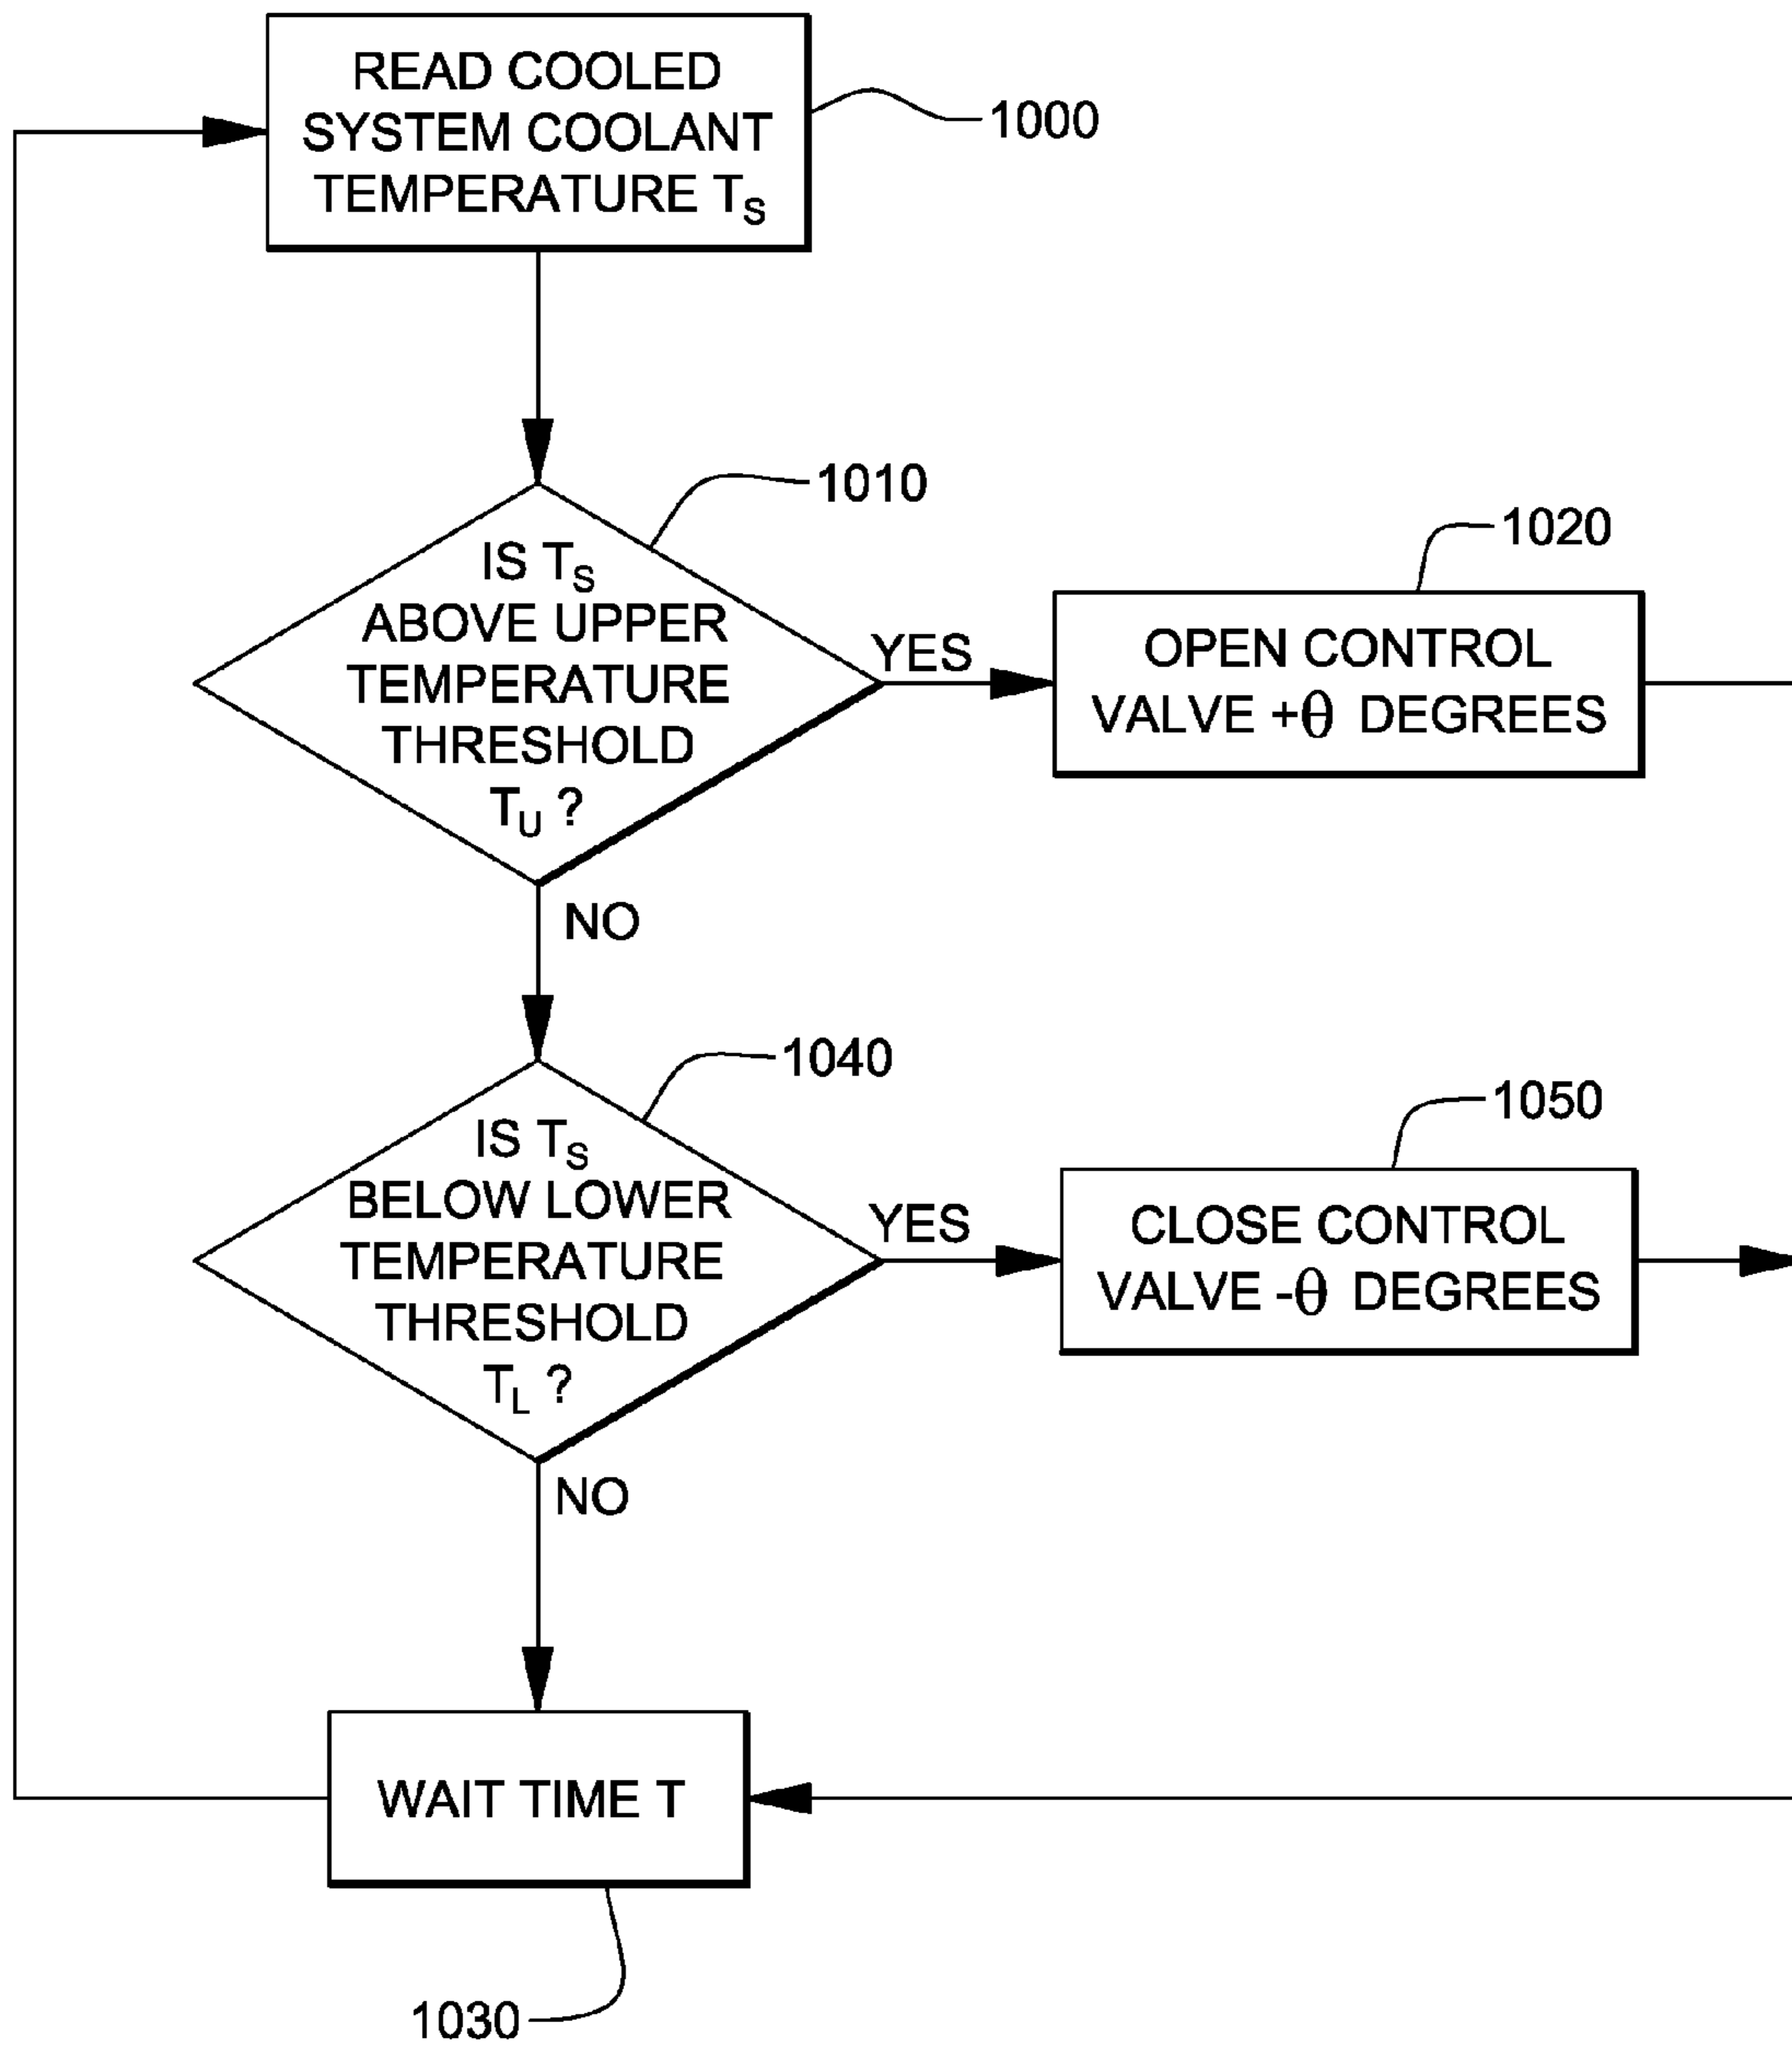 READ COOLED
SYSTEM COOLANT
TEMPERATURE TS
1000
IS TS
ABOVE UPPER
TEMPERATURE
THRESHOLD
TU ?
1010
YES
1020
OPEN CONTROL
VALVE +θ DEGREES
NO
IS TS
BELOW LOWER
TEMPERATURE
THRESHOLD
TL ?
1040
YES
1050
CLOSE CONTROL
VALVE -θ DEGREES
NO
WAIT TIME T
1030